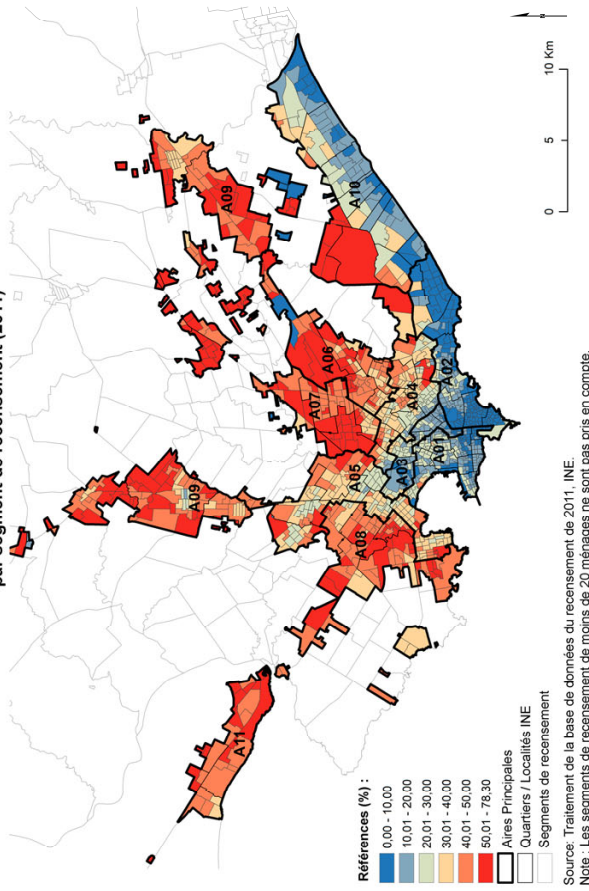 par segment de recensement (2011)
A09
A09
A10
A06
A07
A04
A02
A05
A03
A01
A08
A11
0 5 10 Km
Références (%) :
0,00 - 10,00
10,01 - 20,00
20,01 - 30,00
30,01 - 40,00
40,01 - 50,00
50,01 - 78,30
Aires Principales
Quartiers / Localités INE
Segments de recensement
Source: Traitement de la base de données du recensement de 2011, INE.
Note : Les segments de recensement de moins de 20 ménages ne sont pas pris en compte.